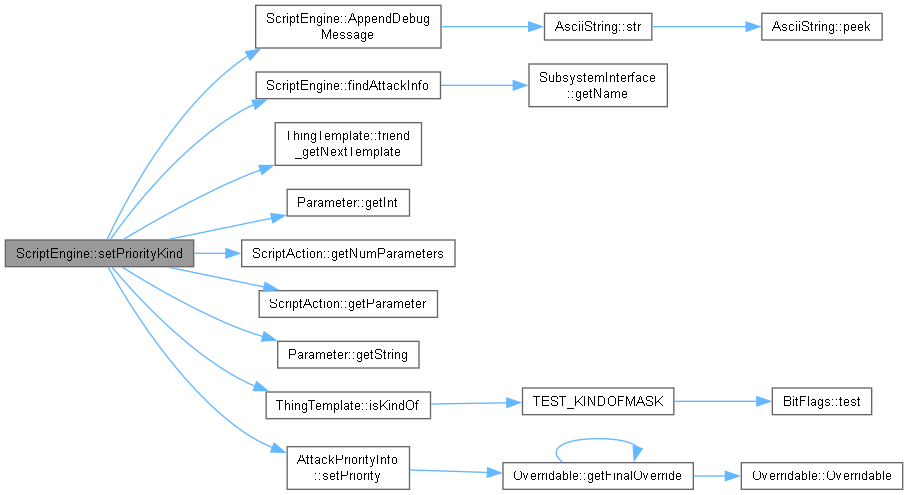 ScriptEngine::AppendDebug
Message
AsciiString::str
AsciiString::peek
ScriptEngine::findAttackInfo
SubsystemInterface
::getName
ThingTemplate::friend
_getNextTemplate
Parameter::getInt
ScriptEngine::setPriorityKind
ScriptAction::getNumParameters
ScriptAction::getParameter
Parameter::getString
ThingTemplate::isKindOf
TEST_KINDOFMASK
BitFlags::test
AttackPriorityInfo
::setPriority
Overridable::getFinalOverride
Overridable::Overridable